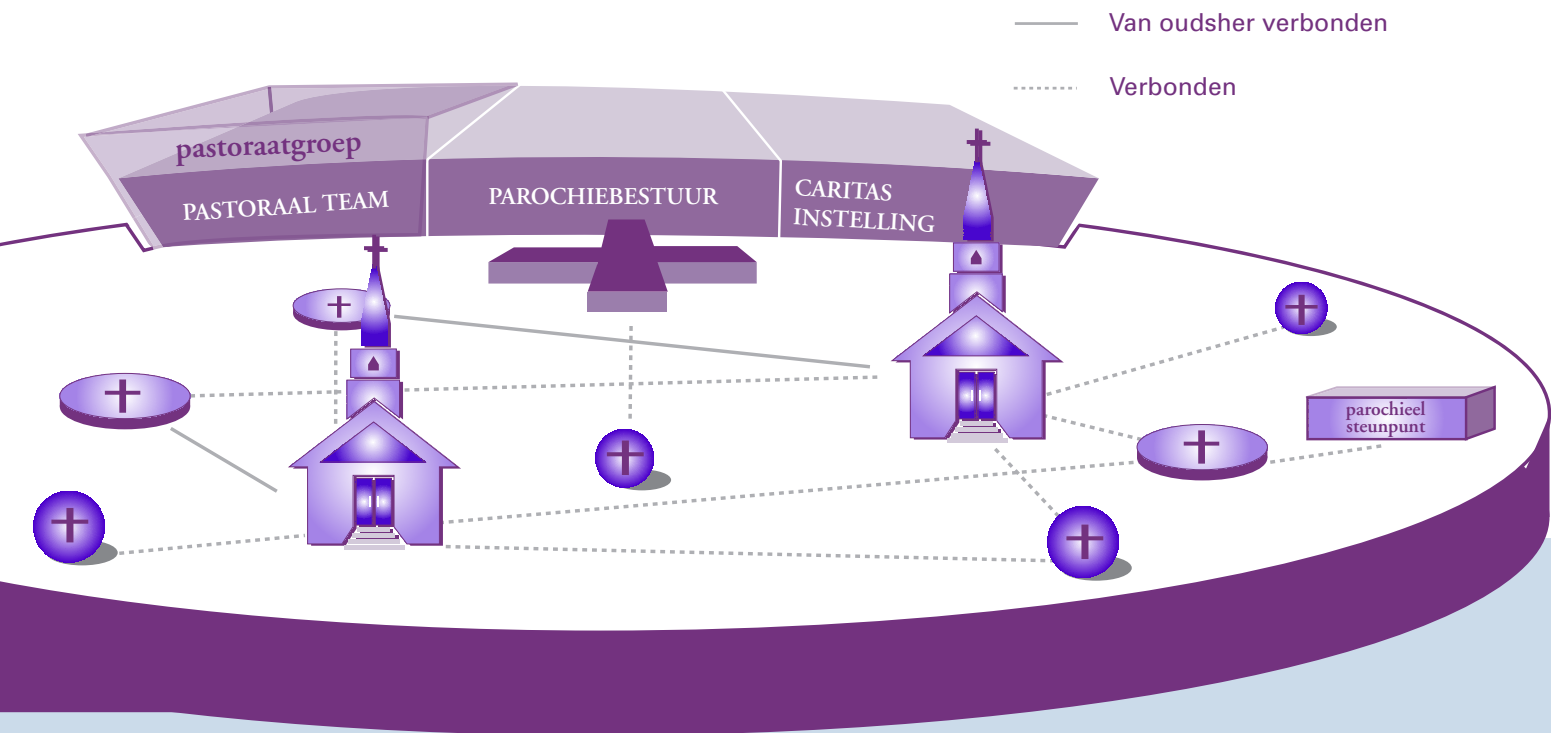 Van oudsher verbonden
Verbonden
pastoraatgroep
PASTORAAL TEAM
PAROCHIEBESTUUR
CARITAS
INSTELLING
parochieel
steunpunt